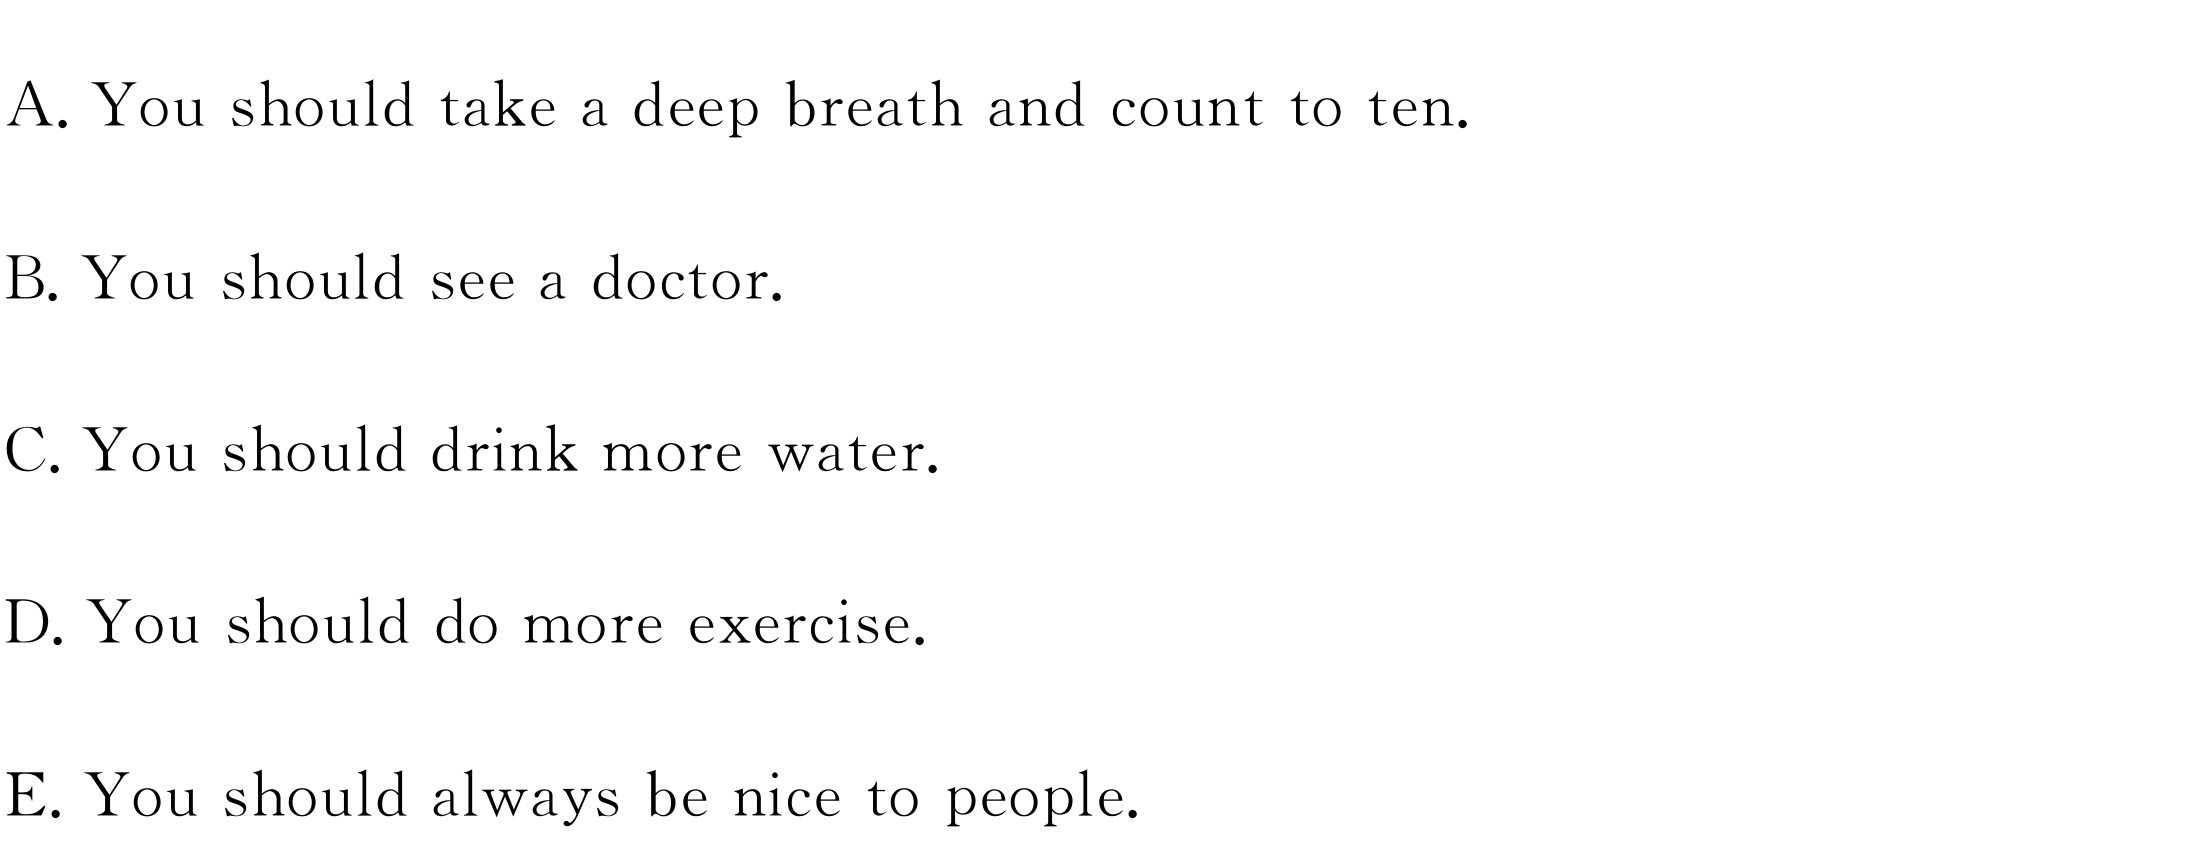 A. You should take a deep breath and count to ten.
B. You should see a doctor.
C. You should drink more water.
D. You should do more exercise.
E. You should always be nice to people.